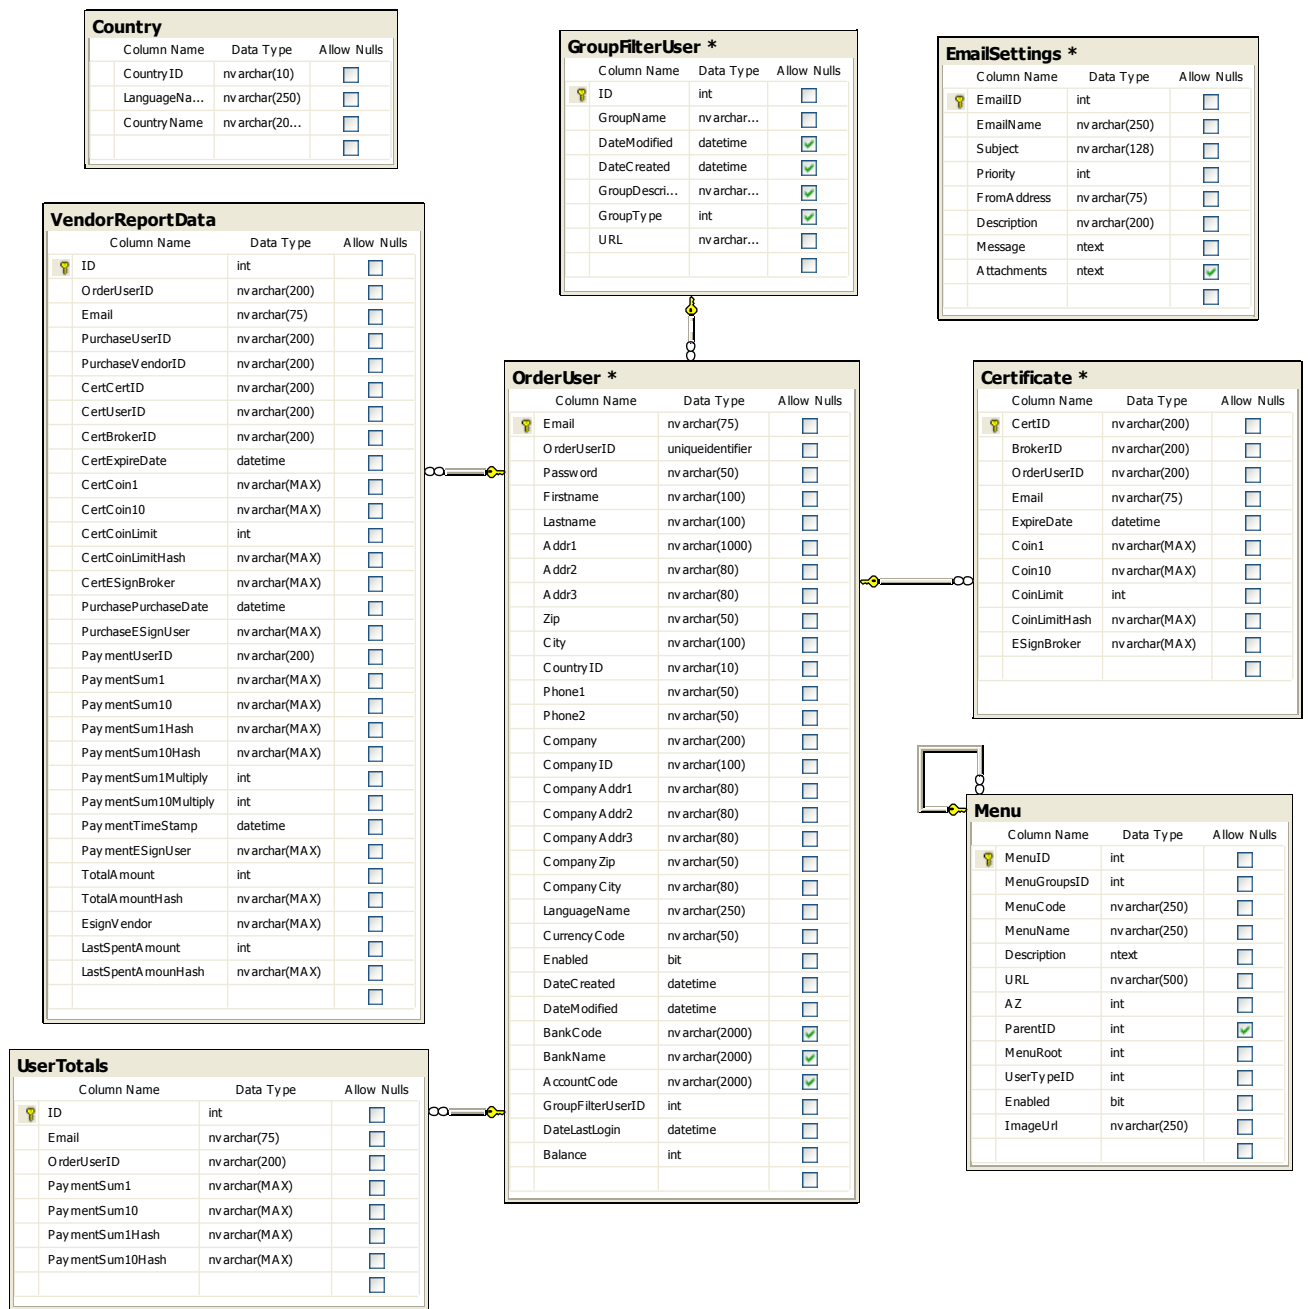 Country
Column Name Data Type Allow Nulls
CountryID nvarchar(10)
LanguageNa... nvarchar(250)
CountryName nvarchar(20...
GroupFilterUser *
Column Name Data Type Allow Nulls
ID int
GroupName nvarchar...
DateModified datetime
DateCreated datetime
GroupDescri... nvarchar...
GroupType int
URL nvarchar...
EmailSettings *
Column Name Data Type Allow Nulls
EmailID int
EmailName nvarchar(250)
Subject nvarchar(128)
Priority int
FromAddress nvarchar(75)
Description nvarchar(200)
Message ntext
Attachments ntext
VendorReportData
Column Name Data Type Allow Nulls
ID int
OrderUserID nvarchar(200)
Email nvarchar(75)
PurchaseUserID nvarchar(200)
PurchaseVendorID nvarchar(200)
CertCertID nvarchar(200)
CertUserID nvarchar(200)
CertBrokerID nvarchar(200)
CertExpireDate datetime
CertCoin1 nvarchar(MAX)
CertCoin10 nvarchar(MAX)
CertCoinLimit int
CertCoinLimitHash nvarchar(MAX)
CertESignBroker nvarchar(MAX)
PurchasePurchaseDate datetime
PurchaseESignUser nvarchar(MAX)
PaymentUserID nvarchar(200)
PaymentSum1 nvarchar(MAX)
PaymentSum10 nvarchar(MAX)
PaymentSum1Hash nvarchar(MAX)
PaymentSum10Hash nvarchar(MAX)
PaymentSum1Multiply int
PaymentSum10Multiply int
PaymentTimeStamp datetime
PaymentESignUser nvarchar(MAX)
TotalAmount int
TotalAmountHash nvarchar(MAX)
EsignVendor nvarchar(MAX)
LastSpentAmount int
LastSpentAmounHash nvarchar(MAX)
OrderUser *
Column Name Data Type Allow Nulls
Email nvarchar(75)
OrderUserID uniqueidentifier
Password nvarchar(50)
Firstname nvarchar(100)
Lastname nvarchar(100)
Addr1 nvarchar(1000)
Addr2 nvarchar(80)
Addr3 nvarchar(80)
Zip nvarchar(50)
City nvarchar(100)
CountryID nvarchar(10)
Phone1 nvarchar(50)
Phone2 nvarchar(50)
Company nvarchar(200)
CompanyID nvarchar(100)
CompanyAddr1 nvarchar(80)
CompanyAddr2 nvarchar(80)
CompanyAddr3 nvarchar(80)
CompanyZip nvarchar(50)
CompanyCity nvarchar(80)
LanguageName nvarchar(250)
CurrencyCode nvarchar(50)
Enabled bit
DateCreated datetime
DateModified datetime
BankCode nvarchar(2000)
BankName nvarchar(2000)
AccountCode nvarchar(2000)
GroupFilterUserID int
DateLastLogin datetime
Balance int
Certificate *
Column Name Data Type Allow Nulls
CertID nvarchar(200)
BrokerID nvarchar(200)
OrderUserID nvarchar(200)
Email nvarchar(75)
ExpireDate datetime
Coin1 nvarchar(MAX)
Coin10 nvarchar(MAX)
CoinLimit int
CoinLimitHash nvarchar(MAX)
ESignBroker nvarchar(MAX)
Menu
Column Name Data Type Allow Nulls
MenuID int
MenuGroupsID int
MenuCode nvarchar(250)
MenuName nvarchar(250)
Description ntext
URL nvarchar(500)
AZ int
ParentID int
MenuRoot int
UserTypeID int
Enabled bit
ImageUrl nvarchar(250)
UserTotals
Column Name Data Type Allow Nulls
ID int
Email nvarchar(75)
OrderUserID nvarchar(200)
PaymentSum1 nvarchar(MAX)
PaymentSum10 nvarchar(MAX)
PaymentSum1Hash nvarchar(MAX)
PaymentSum10Hash nvarchar(MAX)